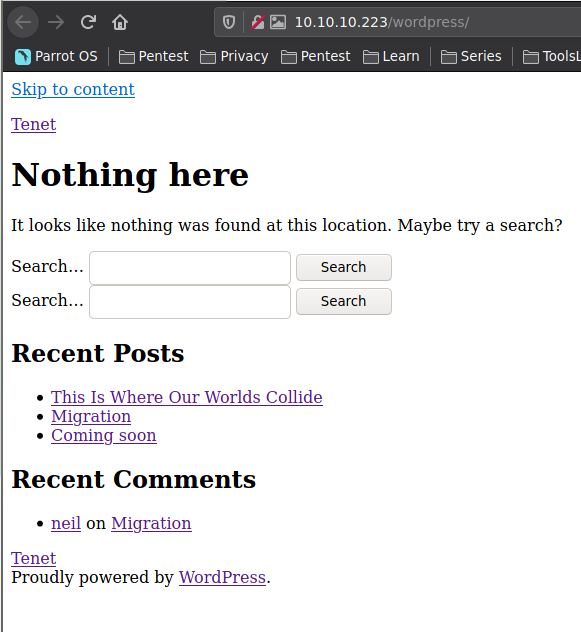 10.10.10.223/wordpress/
Parrot OS Pentest Privacy Pentest Learn Series ToolsL
Skip to content
Tenet
Nothing here
It looks like nothing was found at this location. Maybe try a search?
Search… Search
Search… Search
Recent Posts
This Is Where Our Worlds Collide
Migration
Coming soon
Recent Comments
neil on Migration
Tenet
Proudly powered by WordPress.